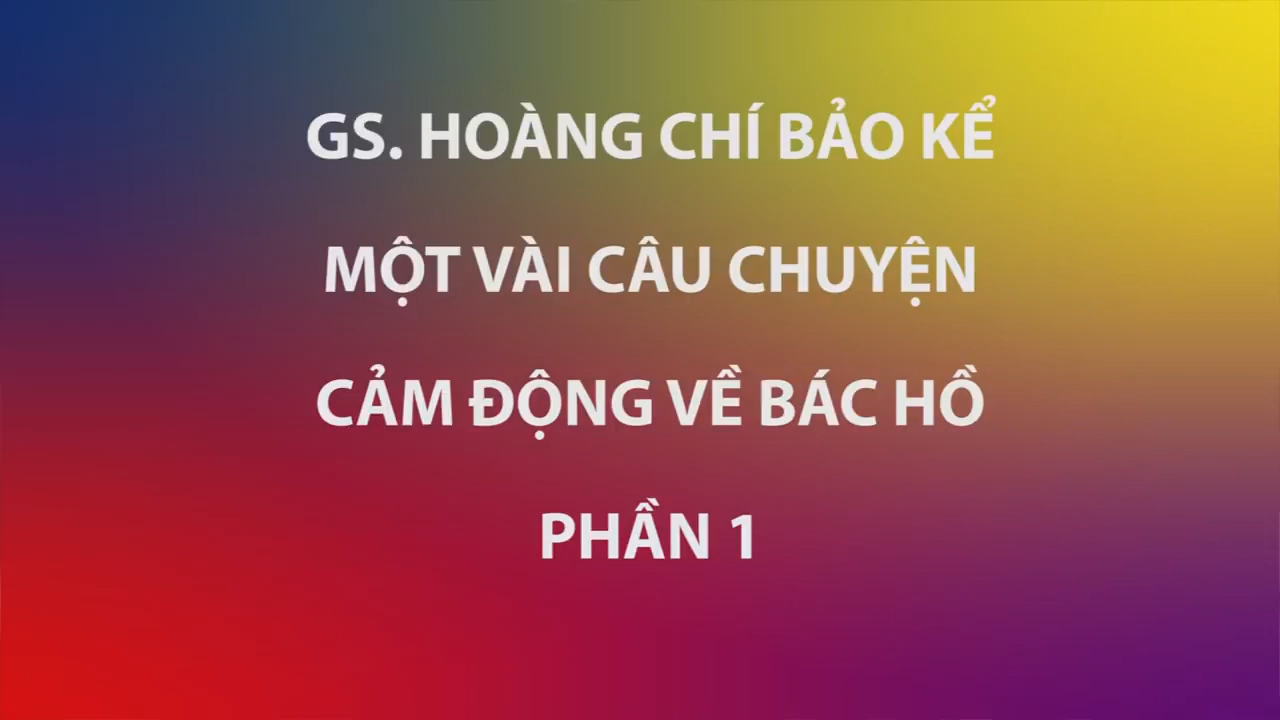 GS. HOÀNG CHÍ BẢO KỂ
MỘT VÀI CÂU CHUYỆN
CẢM ĐỘNG VỀ BÁC HỒ
PHẦN 1